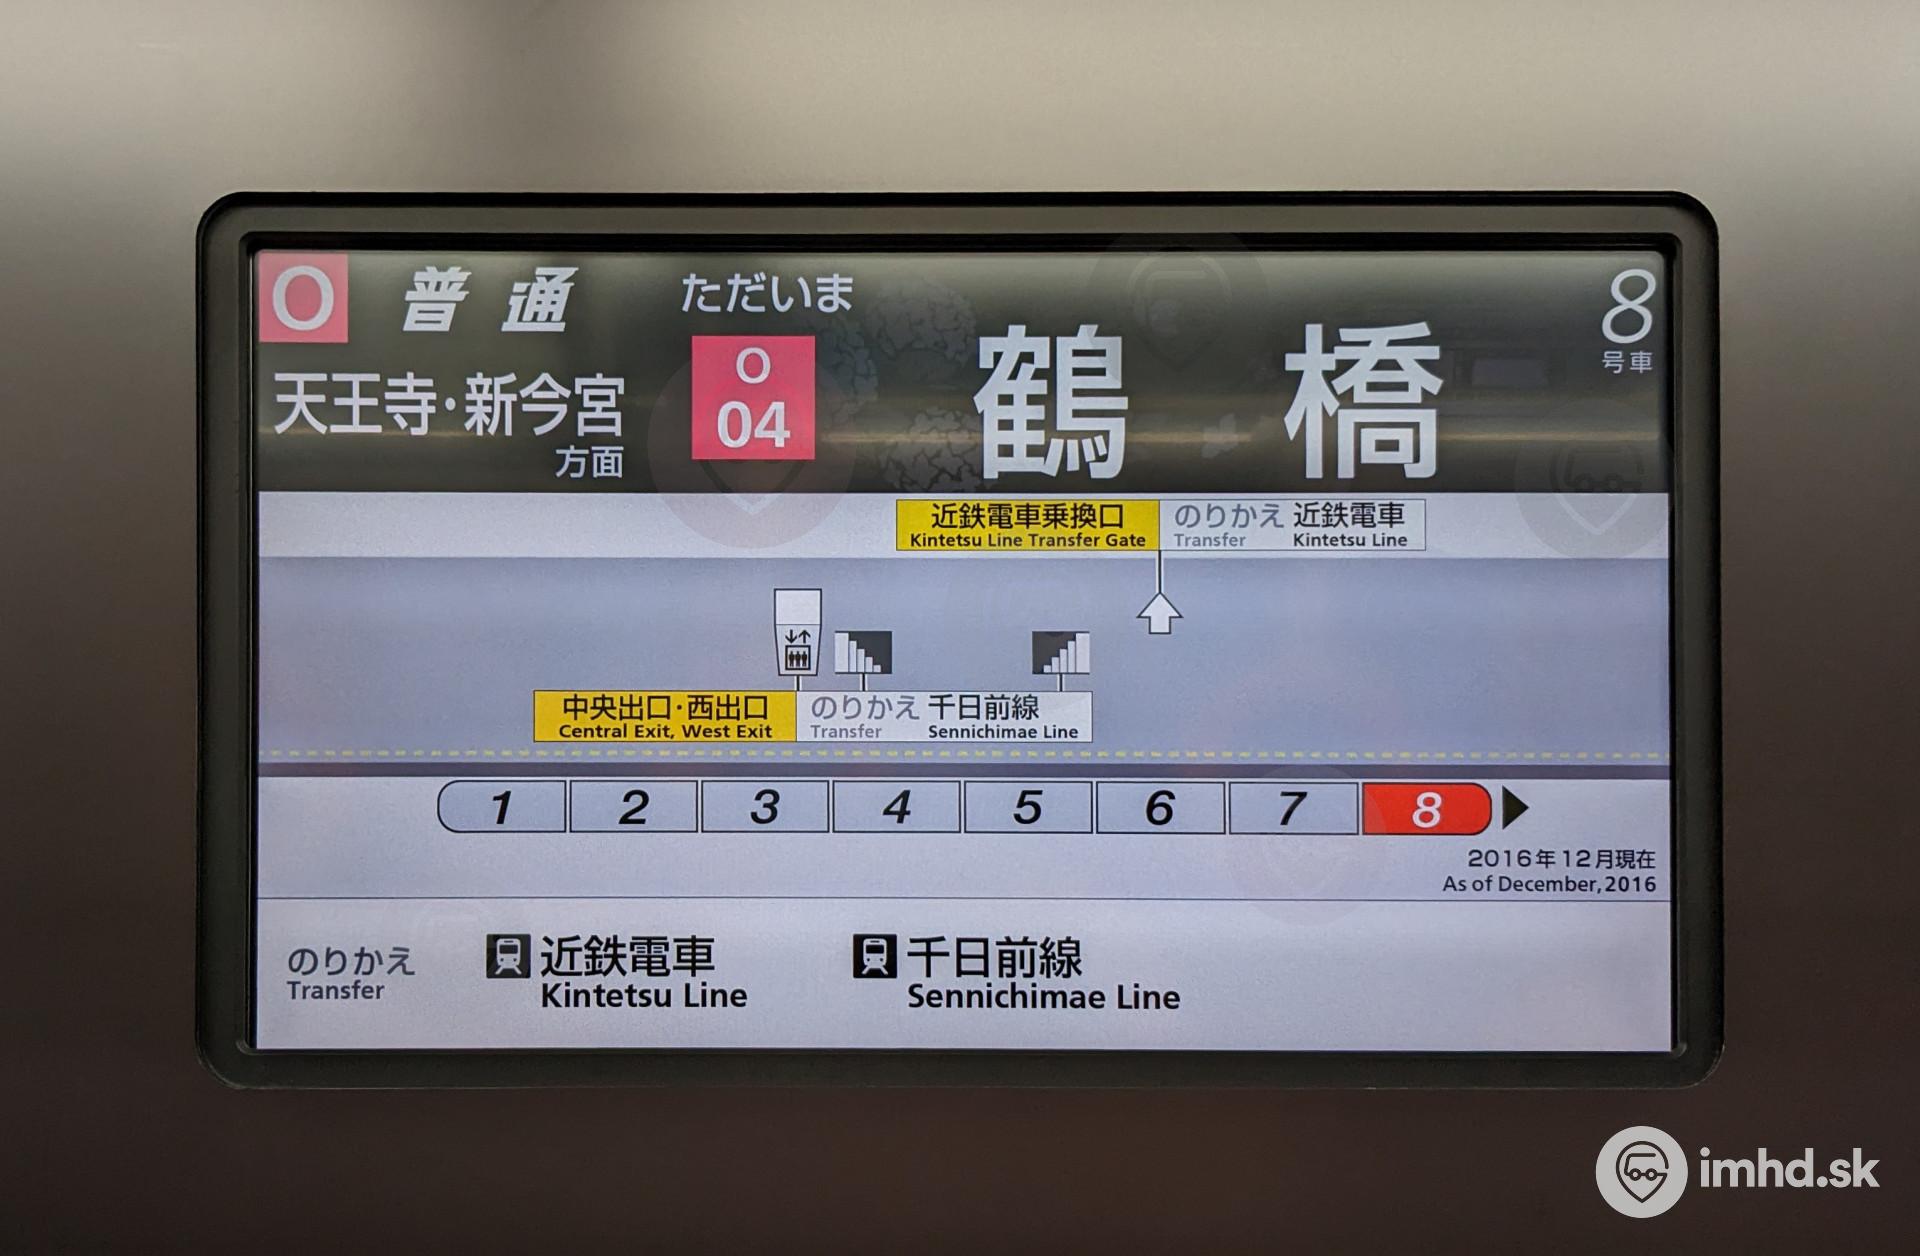 O 普通
天王寺・新今宮
方面
ただいま
O
04
鶴橋
8
号車
近鉄電車乗換口 のりかえ 近鉄電車
Kintetsu Line Transfer Gate Transfer Kintetsu Line
中央出口・西出口 のりかえ 千日前線
Central Exit, West Exit Transfer Sennichimae Line
1 2 3 4 5 6 7 8
2016年12月現在
As of December,2016
のりかえ 近鉄電車 千日前線
Transfer Kintetsu Line Sennichimae Line
imhd.sk